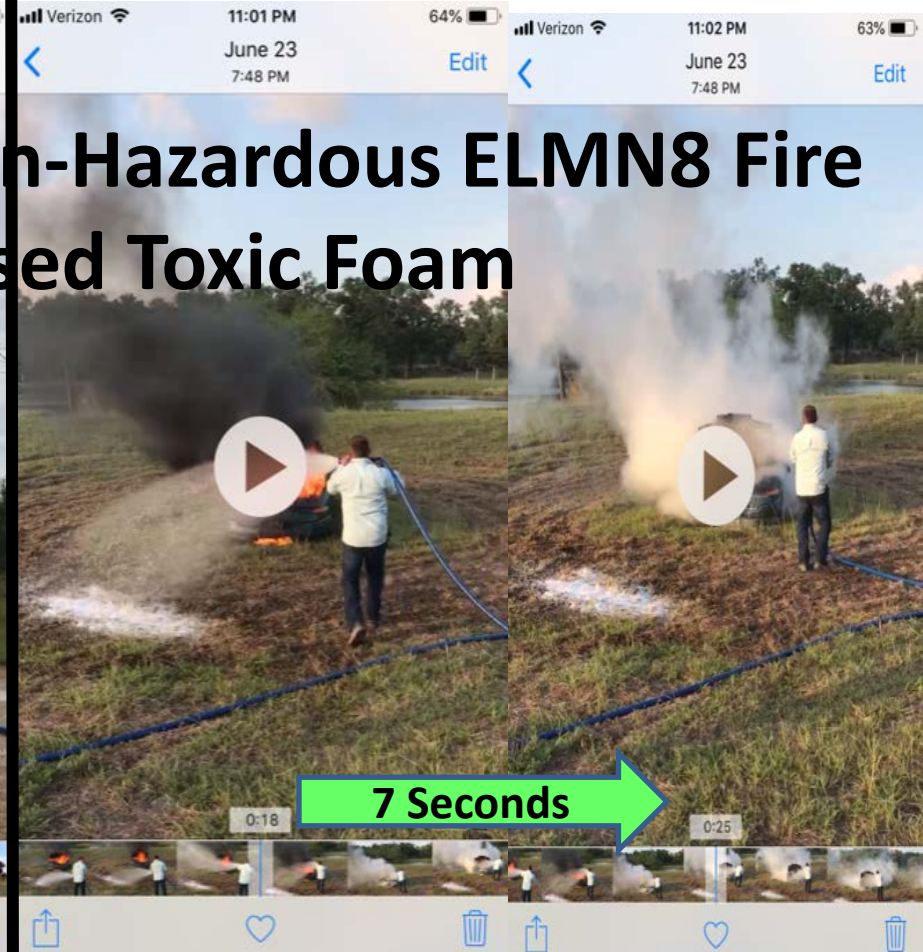 Verizon 11:01 PM 64%
June 23
7:48 PM
Edit
Verizon 11:02 PM 63%
June 23
7:48 PM
Edit
n-Hazardous ELMN8 Fire
sed Toxic Foam
7 Seconds
0:18
0:25